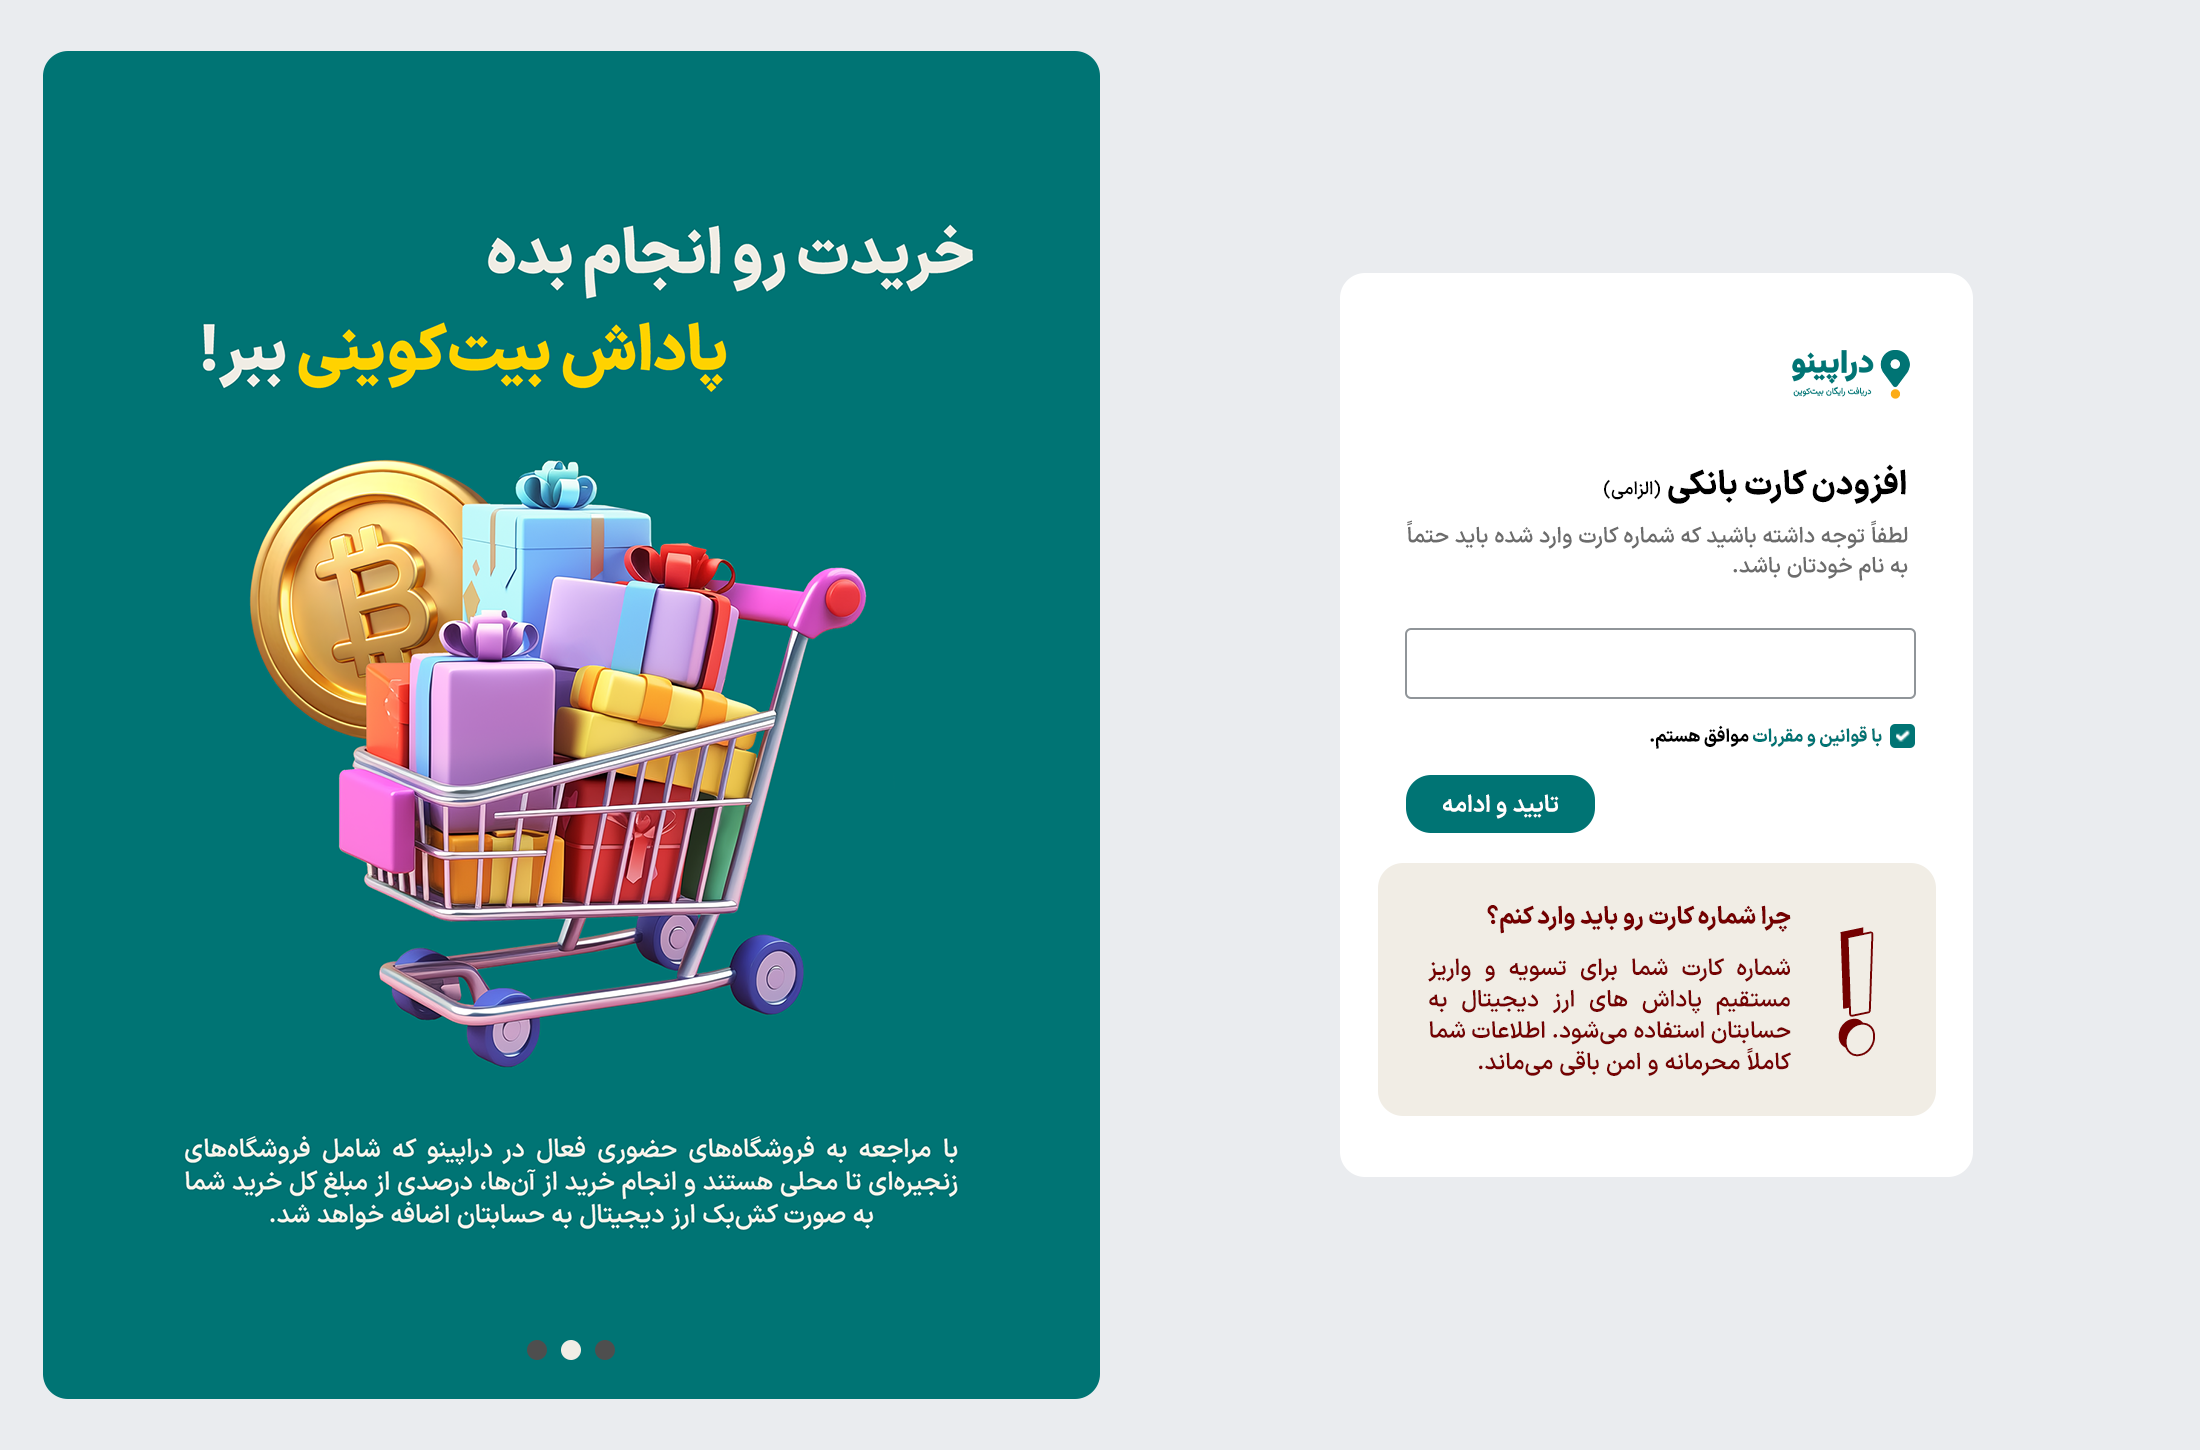 دراپینو
دریافت رایگان بیت‌کوین
افزودن کارت بانکی (الزامی)
لطفاً توجه داشته باشید که شماره کارت وارد شده باید حتماً
به نام خودتان باشد.
با قوانین و مقررات موافق هستم.
تایید و ادامه
چرا شماره کارت رو باید وارد کنم؟
شماره کارت شما برای تسویه و واریز
مستقیم پاداش های ارز دیجیتال به
حسابتان استفاده می‌شود. اطلاعات شما
کاملاً محرمانه و امن باقی می‌ماند.
خریدت رو انجام بده
پاداش بیت‌کوینی ببر!
با مراجعه به فروشگاه‌های حضوری فعال در دراپینو که شامل فروشگاه‌های
زنجیره‌ای تا محلی هستند و انجام خرید از آن‌ها، درصدی از مبلغ کل خرید شما
به صورت کش‌بک ارز دیجیتال به حسابتان اضافه خواهد شد.